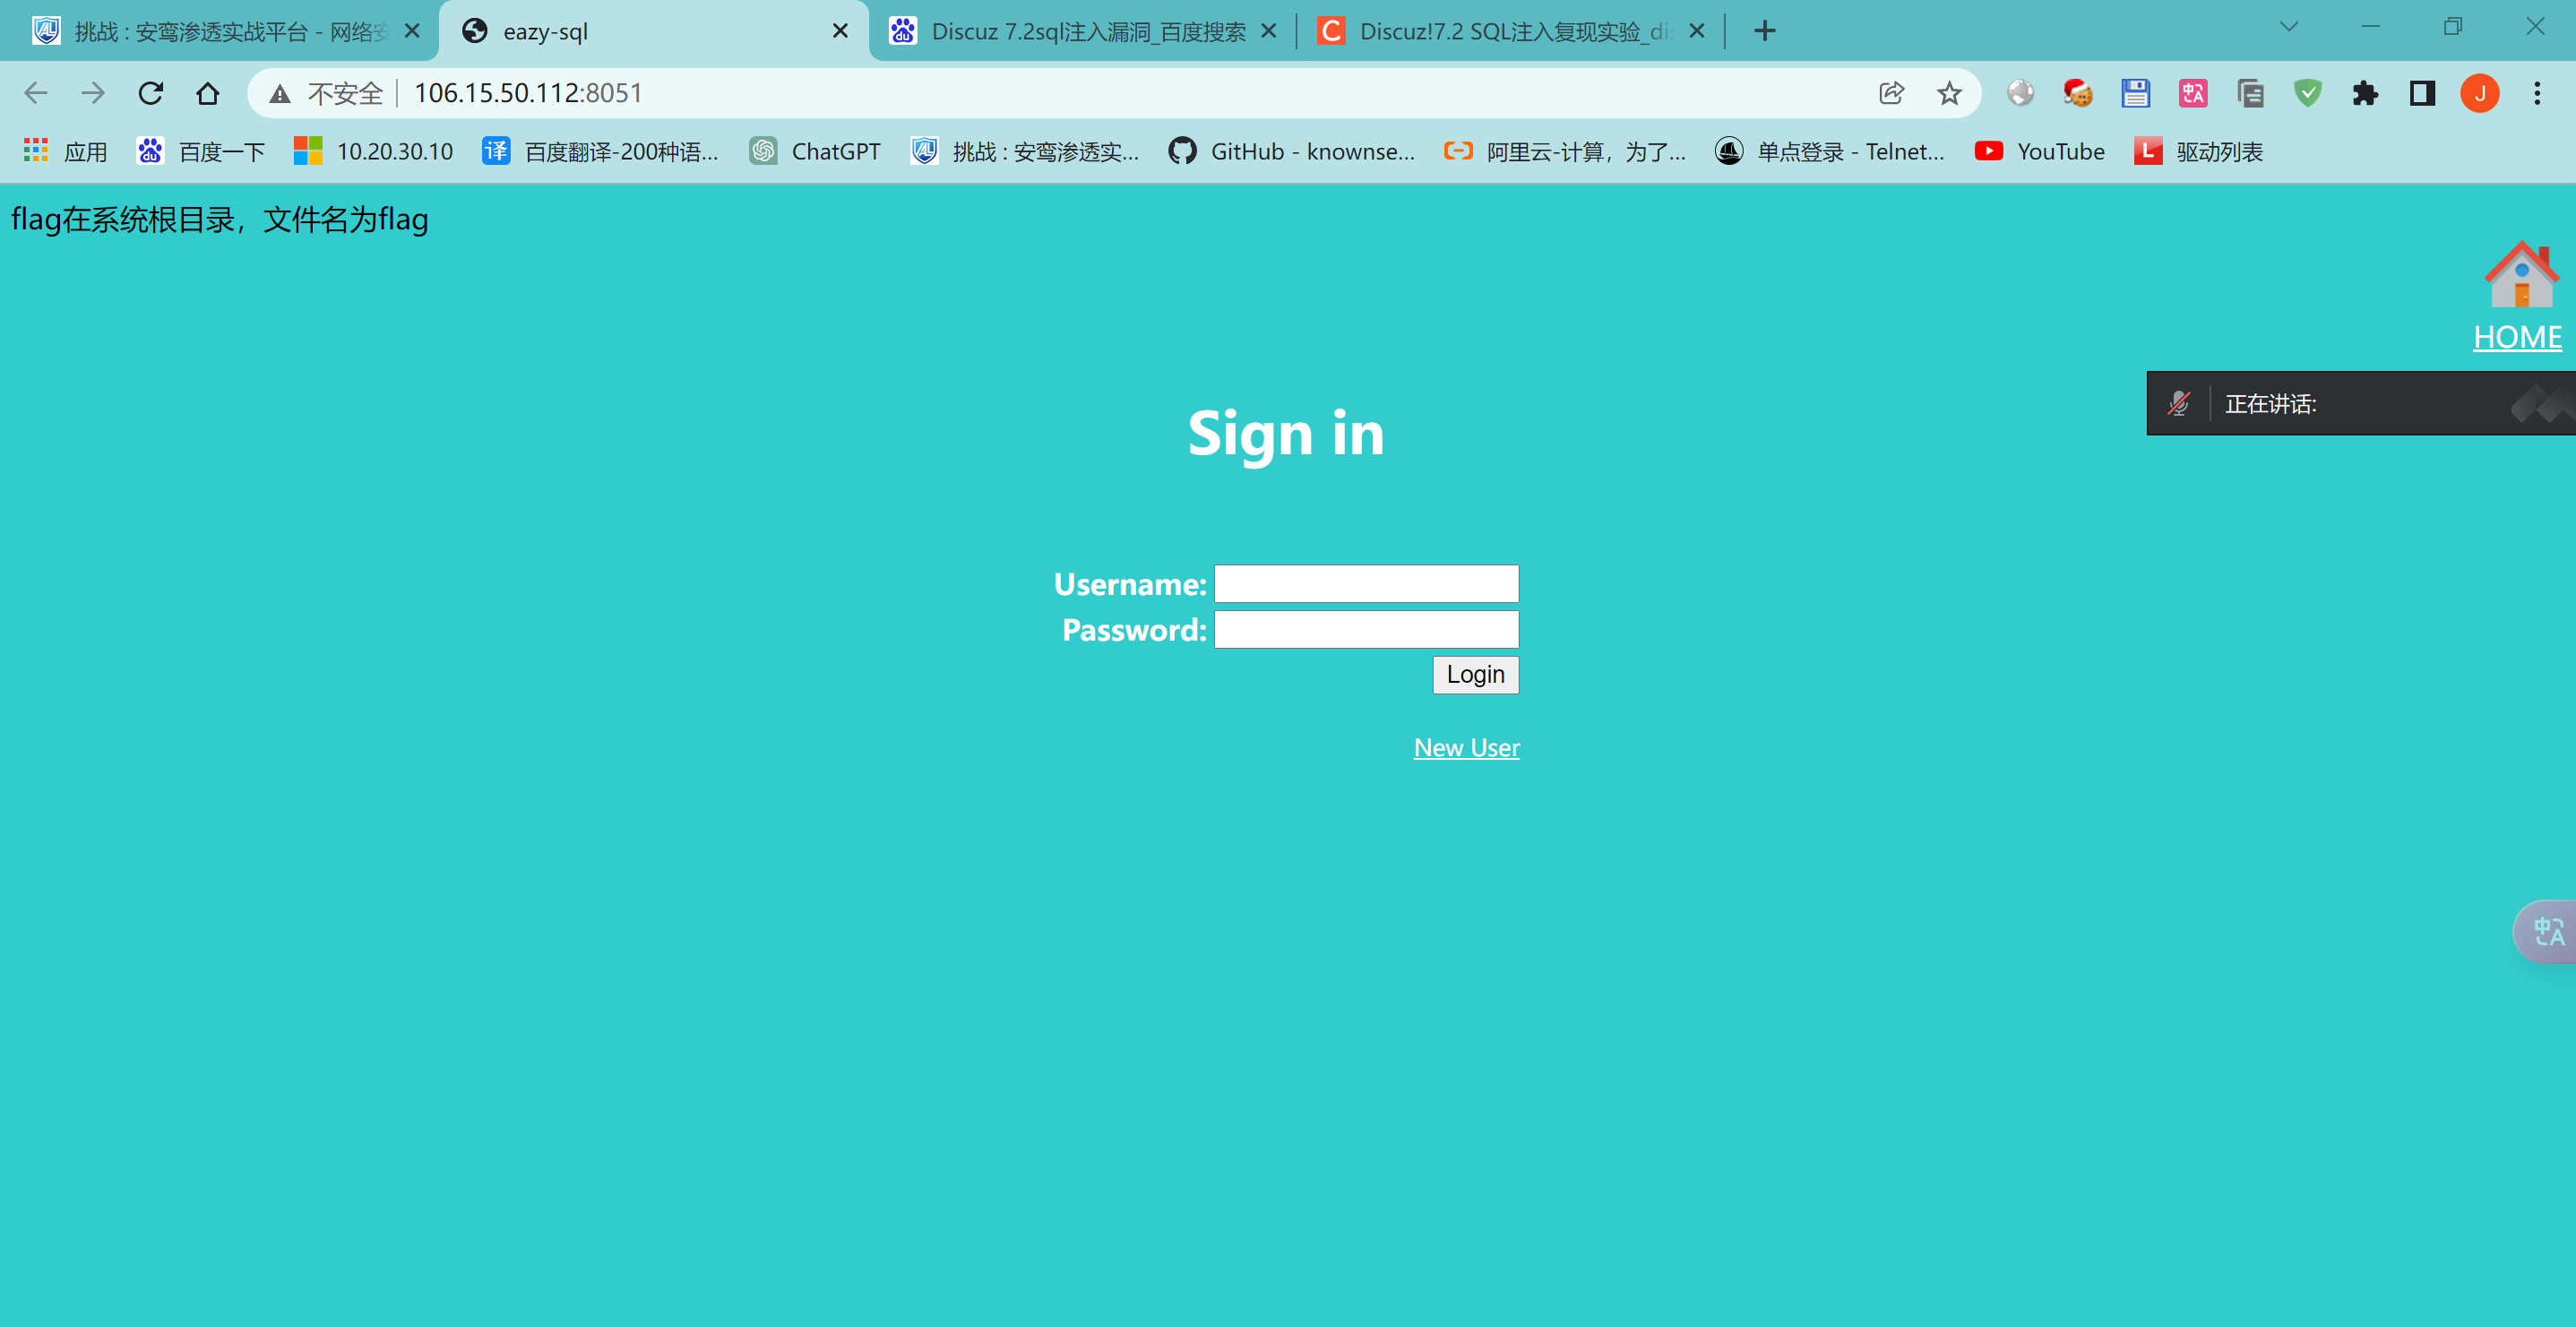 挑战 : 安鸾渗透实战平台 - 网络安
eazy-sql
Discuz 7.2sql注入漏洞_百度搜索
Discuz!7.2 SQL注入复现实验_dis
不安全
106.15.50.112:8051
J
应用
百度一下
10.20.30.10
译 百度翻译-200种语...
ChatGPT
挑战 : 安鸾渗透实...
GitHub - knownse...
阿里云-计算，为了...
单点登录 - Telnet...
YouTube
L 驱动列表
flag在系统根目录，文件名为flag
HOME
正在讲话:
Sign in
Username:
Password:
Login
New User